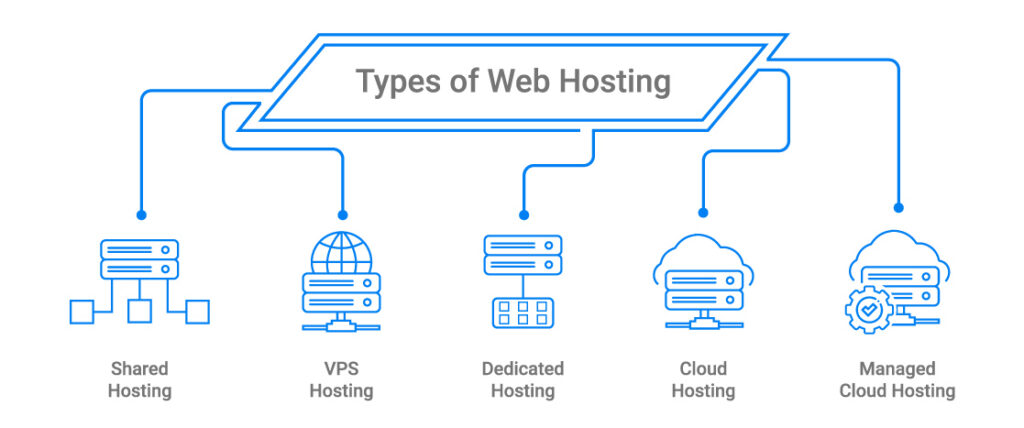 Types of Web Hosting
Shared
Hosting
VPS
Hosting
Dedicated
Hosting
Cloud
Hosting
Managed
Cloud Hosting